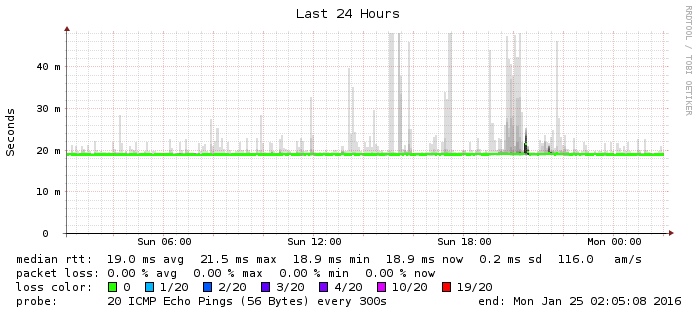 Last 24 Hours
RRDTOOL / TOBI OETIKER
Seconds
40 m
30 m
20 m
10 m
0
Sun 06:00 Sun 12:00 Sun 18:00 Mon 00:00
median rtt: 19.0 ms avg 21.5 ms max 18.9 ms min 18.9 ms now 0.2 ms sd 116.0 am/s
packet loss: 0.00 % avg 0.00 % max 0.00 % min 0.00 % now
loss color: 0 1/20 2/20 3/20 4/20 10/20 19/20
probe: 20 ICMP Echo Pings (56 Bytes) every 300s end: Mon Jan 25 02:05:08 2016